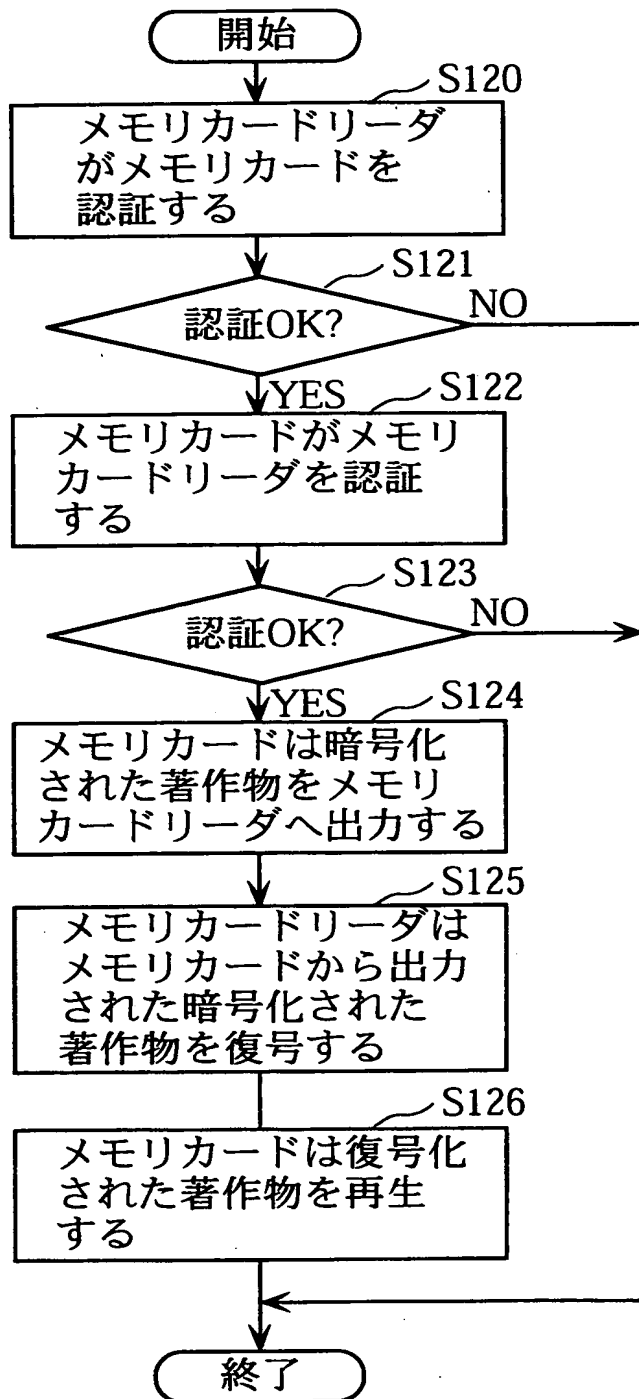 開始
S120
メモリカードリーダ
がメモリカードを
認証する
S121
認証OK?
NO
YES
S122
メモリカードがメモリ
カードリーダを認証
する
S123
認証OK?
NO
YES
S124
メモリカードは暗号化
された著作物をメモリ
カードリーダへ出力する
S125
メモリカードリーダは
メモリカードから出力
された暗号化された
著作物を復号する
S126
メモリカードは復号化
された著作物を再生
する
終了